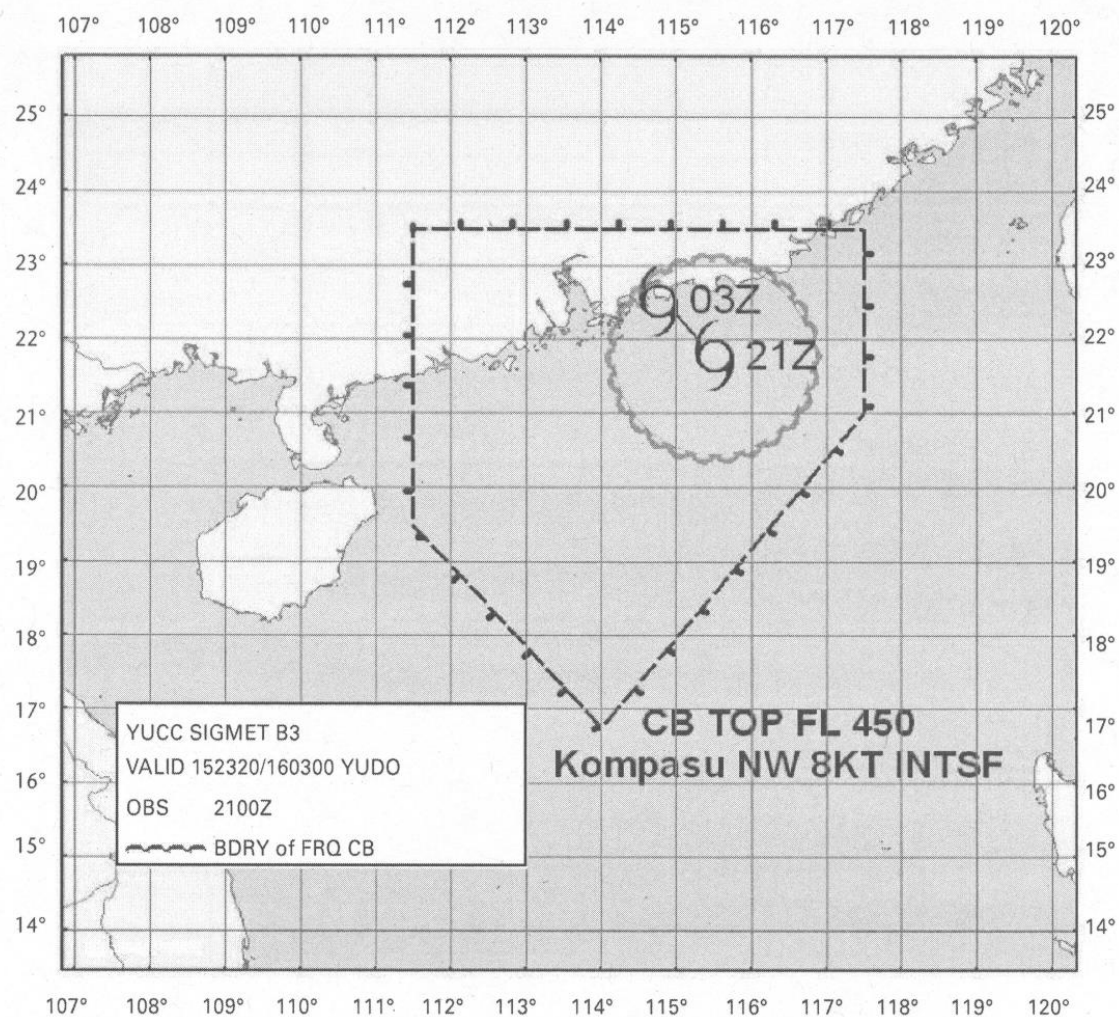 107° 108° 109° 110° 111° 112° 113° 114° 115° 116° 117° 118° 119° 120°
25° 25°
24° 24°
23° 23°
03Z
22° 22°
21Z
21° 21°
20° 20°
19° 19°
18° 18°
17° 17°
CB TOP FL 450
Kompasu NW 8KT INTSF
16° 16°
15° 15°
14° 14°
YUCC SIGMET B3
VALID 152320/160300 YUDO
OBS 2100Z
BDRY of FRQ CB
107° 108° 109° 110° 111° 112° 113° 114° 115° 116° 117° 118° 119° 120°